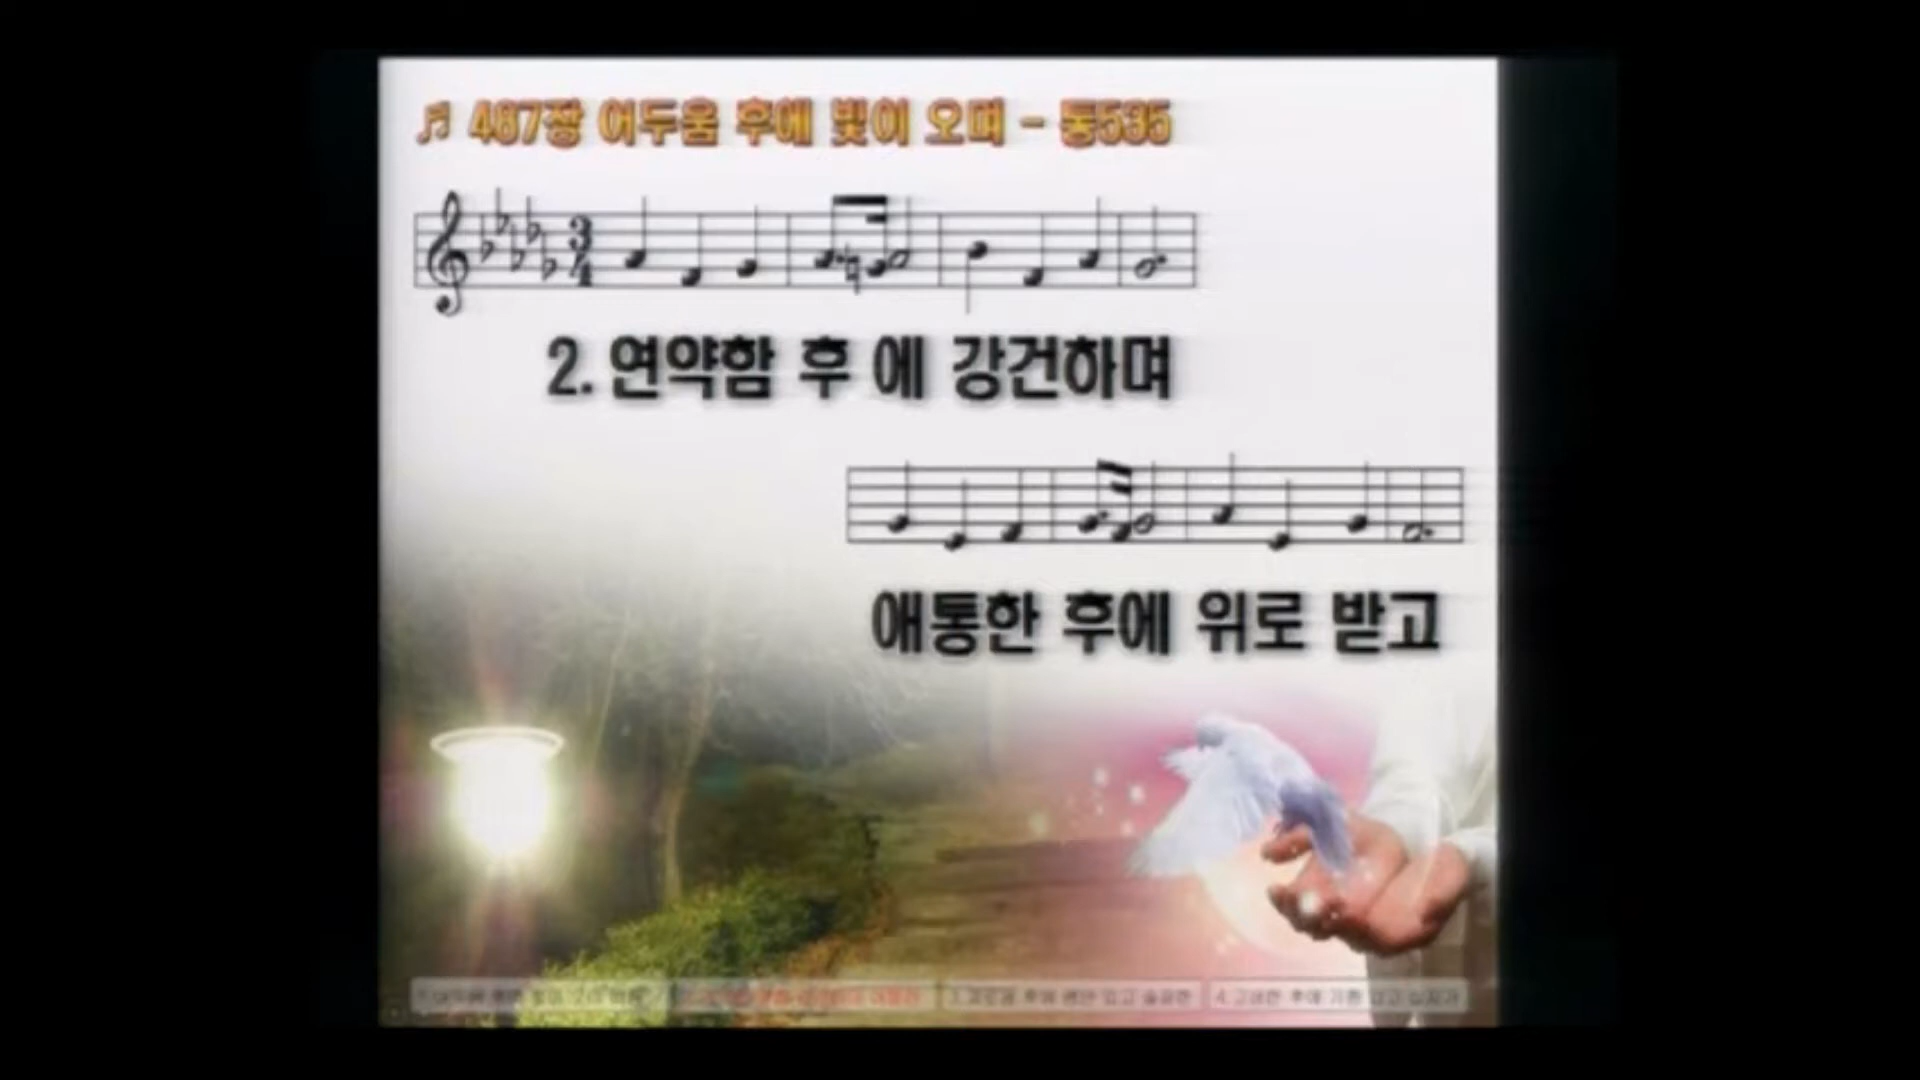 ♬ 487장 어두움 후에 빛이 오며 - 통535
2. 연약함 후 에 강건하며
애통한 후에 위로 받고